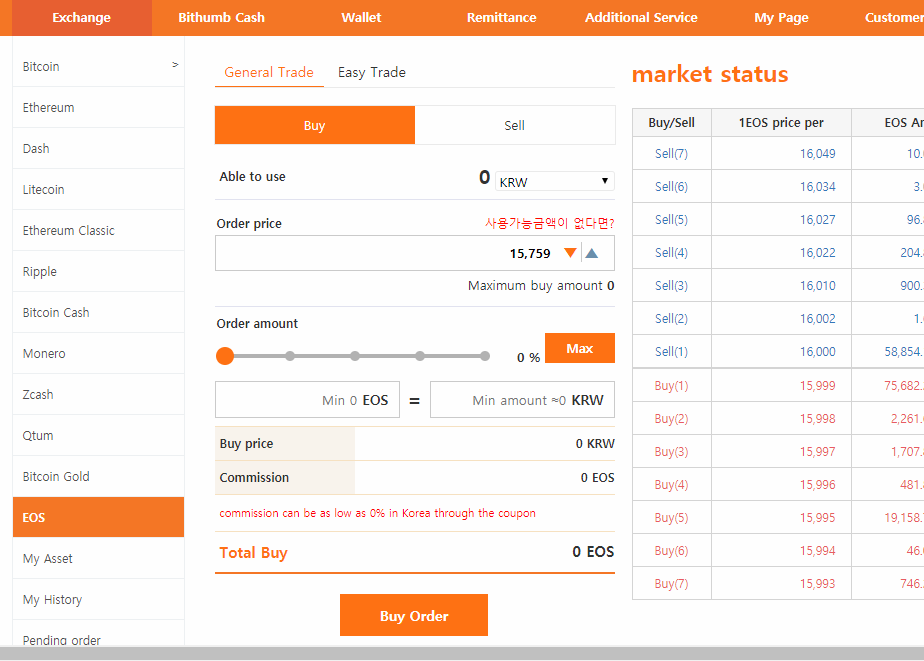 Exchange Bithumb Cash Wallet Remittance Additional Service My Page Customer
Bitcoin >
Ethereum
Dash
Litecoin
Ethereum Classic
Ripple
Bitcoin Cash
Monero
Zcash
Qtum
Bitcoin Gold
EOS
My Asset
My History
Pending order
General Trade Easy Trade
Buy Sell
Able to use 0 KRW
Order price 사용가능금액이 없다면?
15,759
Maximum buy amount 0
Order amount
0 % Max
Min 0 EOS = Min amount ≈0 KRW
Buy price 0 KRW
Commission 0 EOS
commission can be as low as 0% in Korea through the coupon
Total Buy 0 EOS
Buy Order
market status
Buy/Sell 1EOS price per EOS A
Sell(7) 16,049 10.
Sell(6) 16,034 3.
Sell(5) 16,027 96.
Sell(4) 16,022 204.
Sell(3) 16,010 900.
Sell(2) 16,002 1.
Sell(1) 16,000 58,854.
Buy(1) 15,999 75,682.
Buy(2) 15,998 2,261.
Buy(3) 15,997 1,707.
Buy(4) 15,996 481.
Buy(5) 15,995 19,158.
Buy(6) 15,994 46.
Buy(7) 15,993 746.